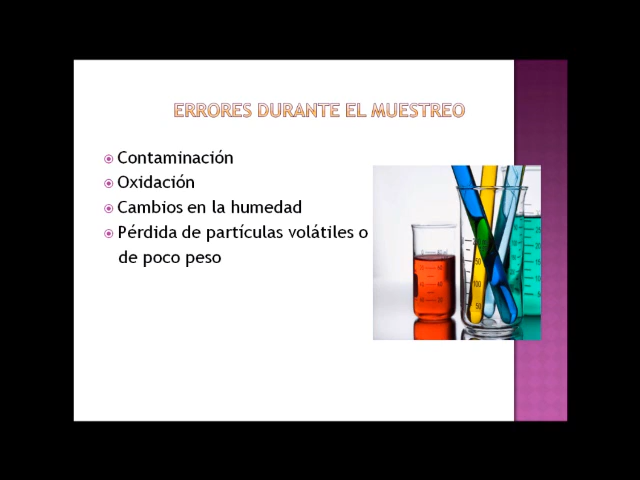 ERRORES DURANTE EL MUESTREO
Contaminación
Oxidación
Cambios en la humedad
Pérdida de partículas volátiles o
de poco peso